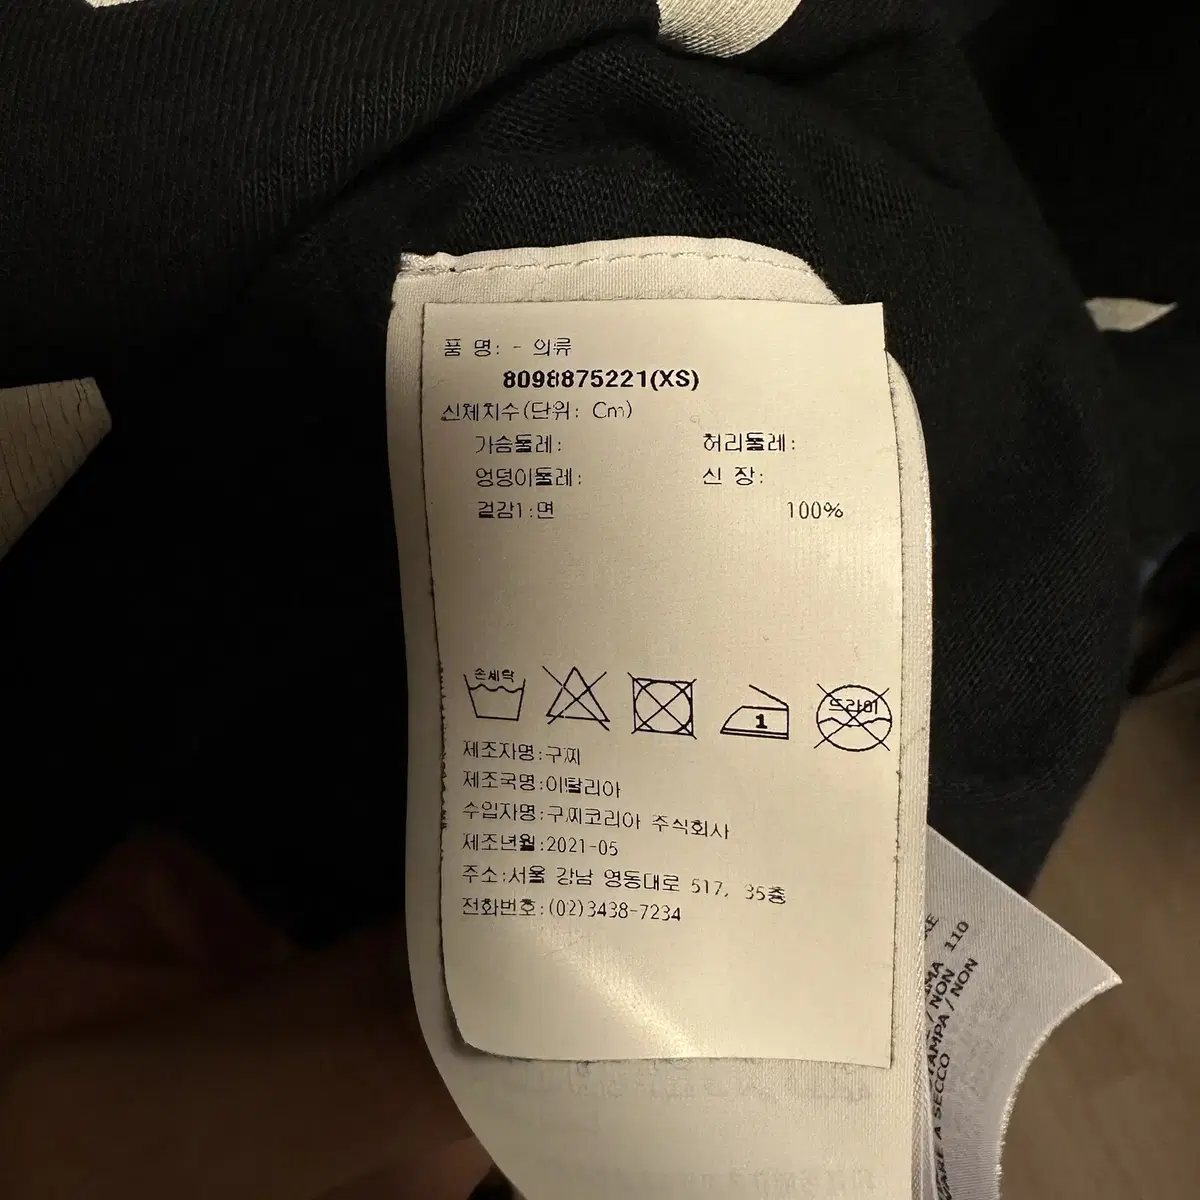 품 명: - 의류
8098875221(XS)
신체치수(단위: Cm)
가슴둘레: 허리둘레:
엉덩이둘레: 신 장:
겉감1:면 100%
손세탁
1
드라이
제조자명:구찌
제조국명:이탈리아
수입자명:구찌코리아 주식회사
제조년월:2021-05
주소:서울 강남 영동대로 517, 35층
전화번호:(02)3438-7234
110
/ NON
/ NON
A SECCO